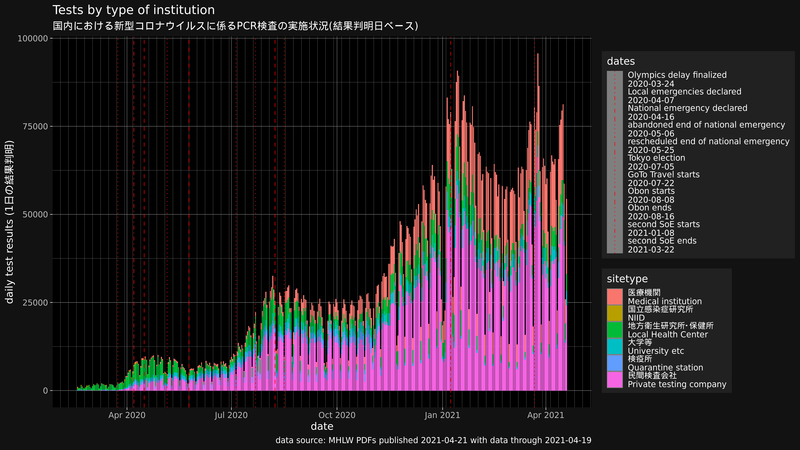 Tests by type of institution
国内における新型コロナウイルスに係るPCR検査の実施状況(結果判明日ベース)
daily test results (1日の結果判明)
100000
75000
50000
25000
0
Apr 2020
Jul 2020
Oct 2020
Jan 2021
Apr 2021
date
data source: MHLW PDFs published 2021-04-21 with data through 2021-04-19
dates
Olympics delay finalized
2020-03-24
Local emergencies declared
2020-04-07
National emergency declared
2020-04-16
abandoned end of national emergency
2020-05-06
rescheduled end of national emergency
2020-05-25
Tokyo election
2020-07-05
GoTo Travel starts
2020-07-22
Obon starts
2020-08-08
Obon ends
2020-08-16
second SoE starts
2021-01-08
second SoE ends
2021-03-22
sitetype
医療機関
Medical institution
国立感染症研究所
NIID
地方衛生研究所･保健所
Local Health Center
大学等
University etc
検疫所
Quarantine station
民間検査会社
Private testing company